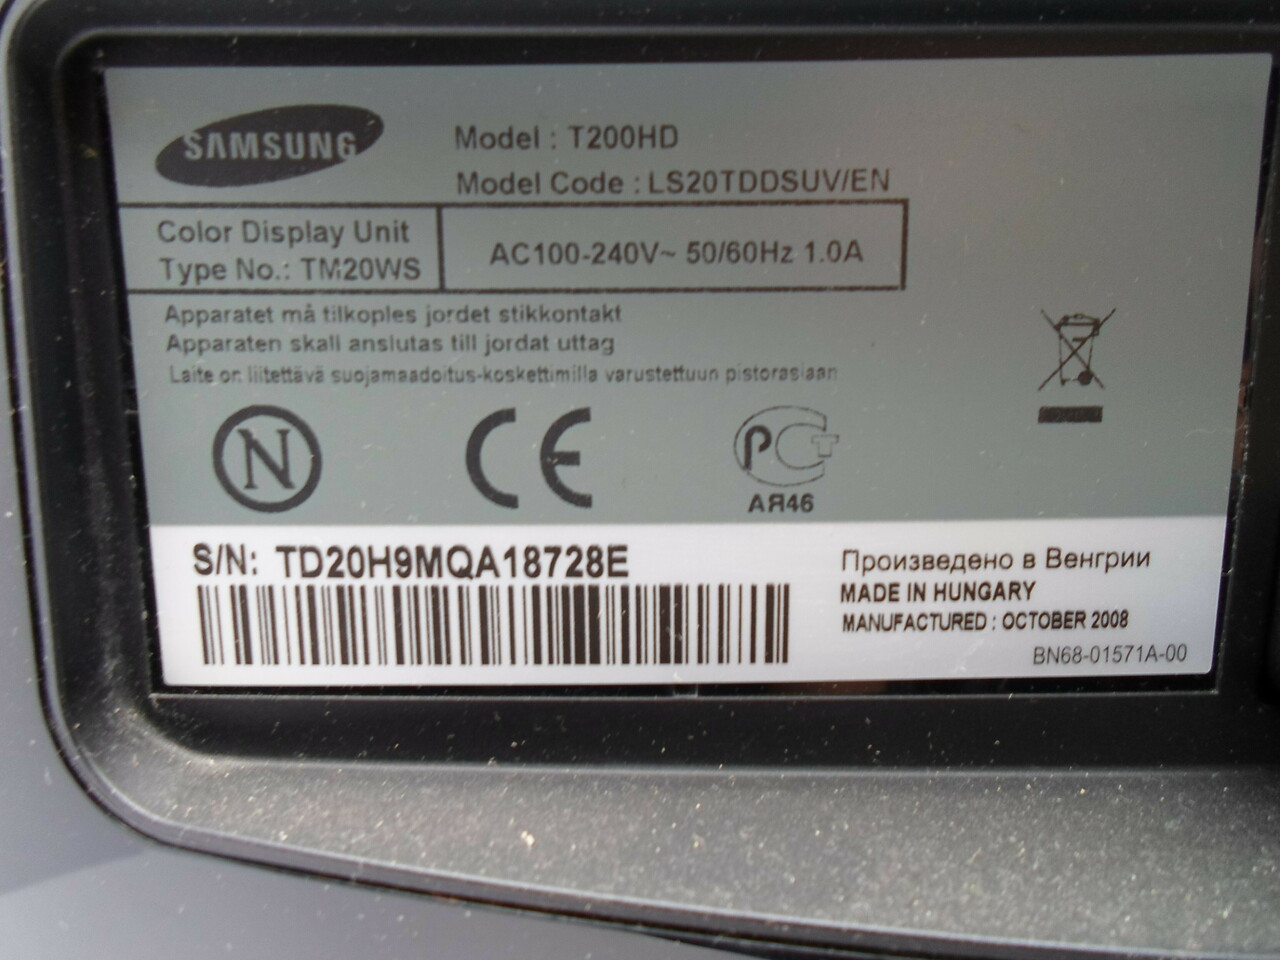 SAMSUNG
Model : T200HD
Model Code : LS20TDDSUV/EN
Color Display Unit
Type No.: TM20WS
AC100-240V~ 50/60Hz 1.0A
Apparatet må tilkoples jordet stikkontakt
Apparaten skall anslutas till jordat uttag
Laite on liitettävä suojamaadoitus-koskettimilla varustettuun pistorasiaan
N
CE
PCT
АЯ46
S/N: TD20H9MQA18728E
Произведено в Венгрии
MADE IN HUNGARY
MANUFACTURED : OCTOBER 2008
BN68-01571A-00